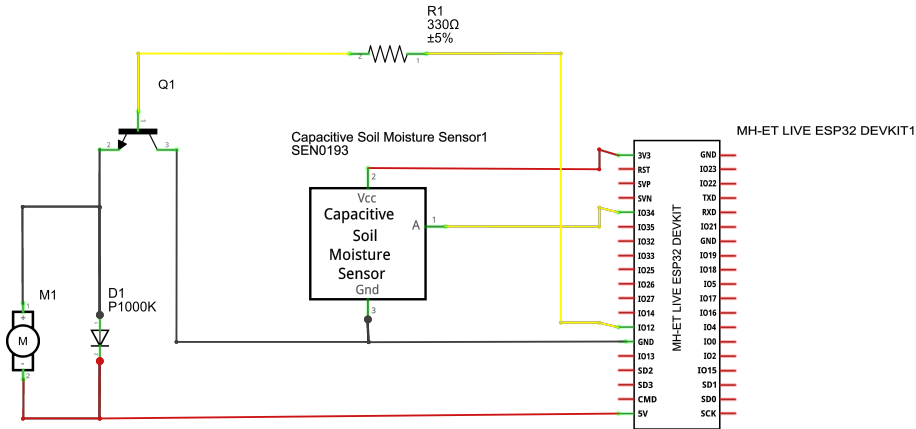 R1
330Ω
±5%
2
1
Q1
1
2
3
Capacitive Soil Moisture Sensor1
SEN0193
2
Vcc
Capacitive
Soil
Moisture
Sensor
Gnd
A
1
3
M1
1
+
M
-
2
D1
P1000K
MH-ET LIVE ESP32 DEVKIT1
MH-ET LIVE ESP32 DEVKIT
3V3
RST
SVP
SVN
IO34
IO35
IO32
IO33
IO25
IO26
IO27
IO14
IO12
GND
IO13
SD2
SD3
CMD
5V
GND
IO23
IO22
TXD
RXD
IO21
GND
IO19
IO18
IO5
IO17
IO16
IO4
IO0
IO2
IO15
SD1
SD0
SCK